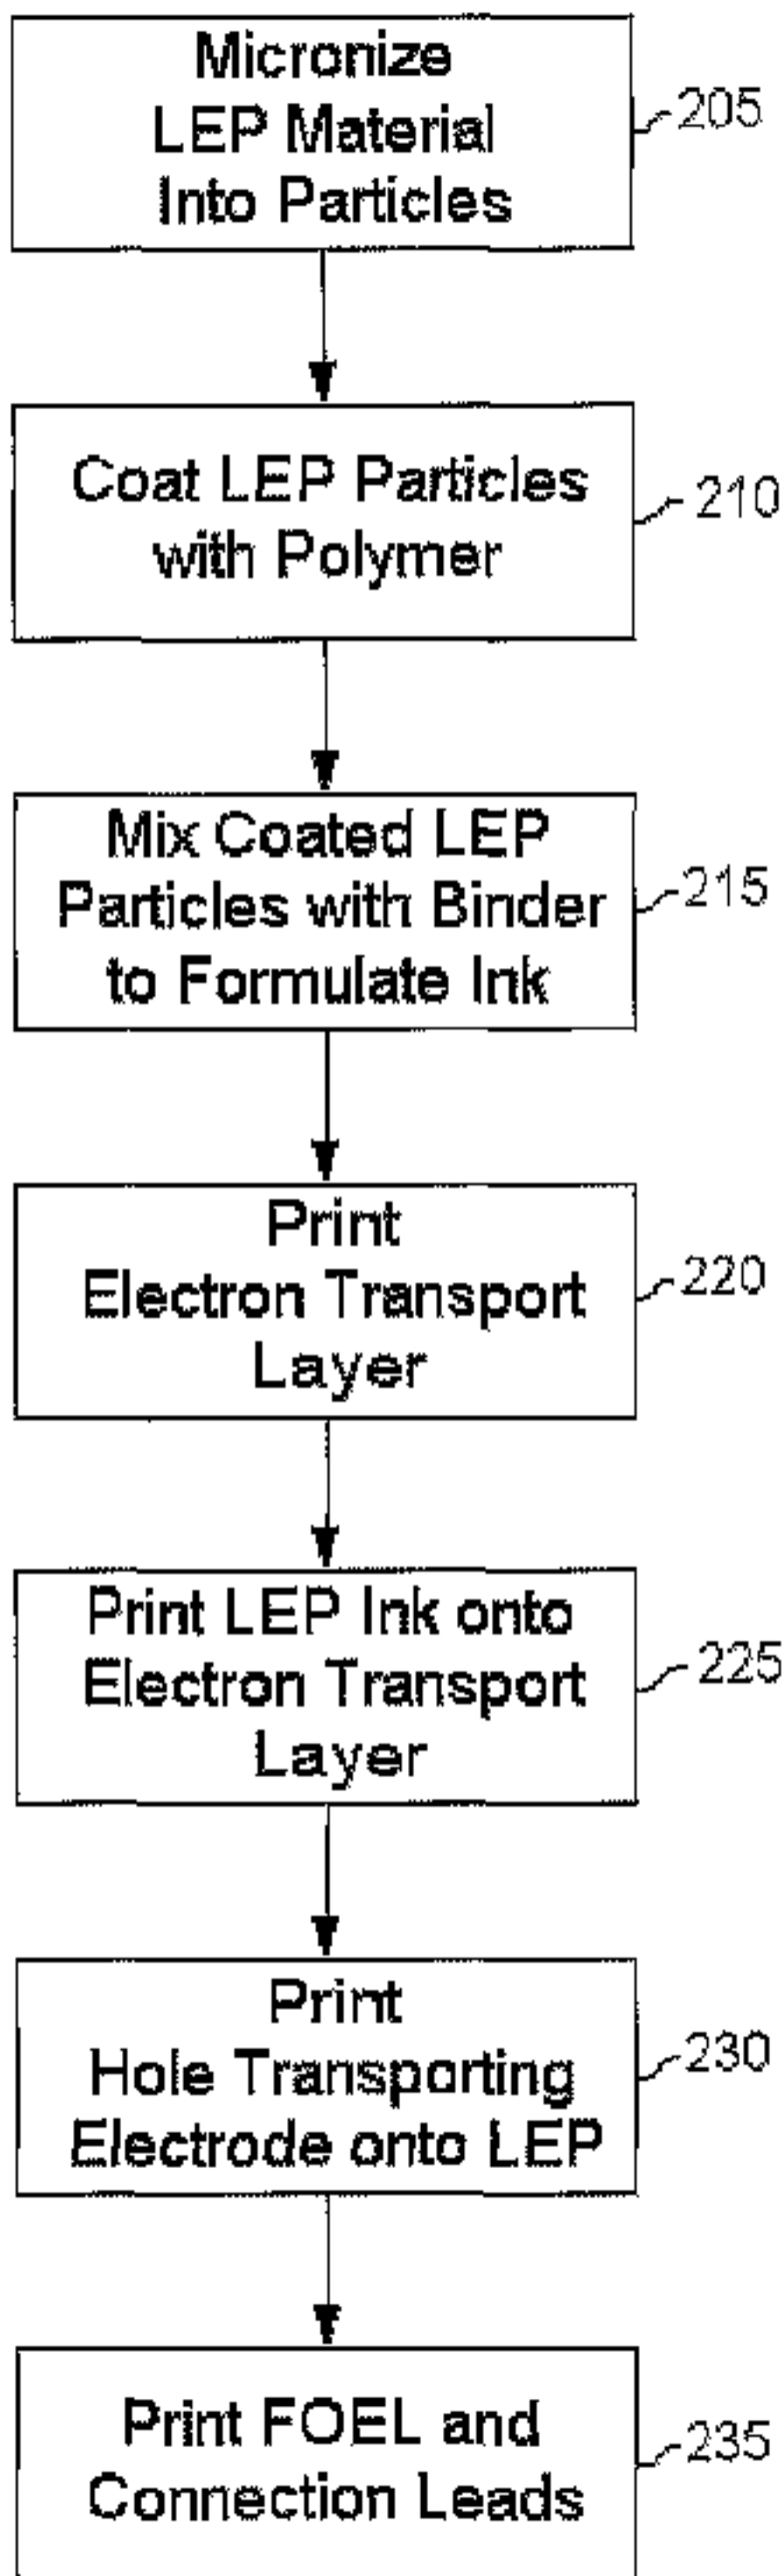 Micronize
LEP Material
Into Particles
205
Coat LEP Particles
with Polymer
210
Mix Coated LEP
Particles with Binder
to Formulate Ink
215
Print
Electron Transport
Layer
220
Print LEP Ink onto
Electron Transport
Layer
225
Print
Hole Transporting
Electrode onto LEP
230
Print FOEL and
Connection Leads
235